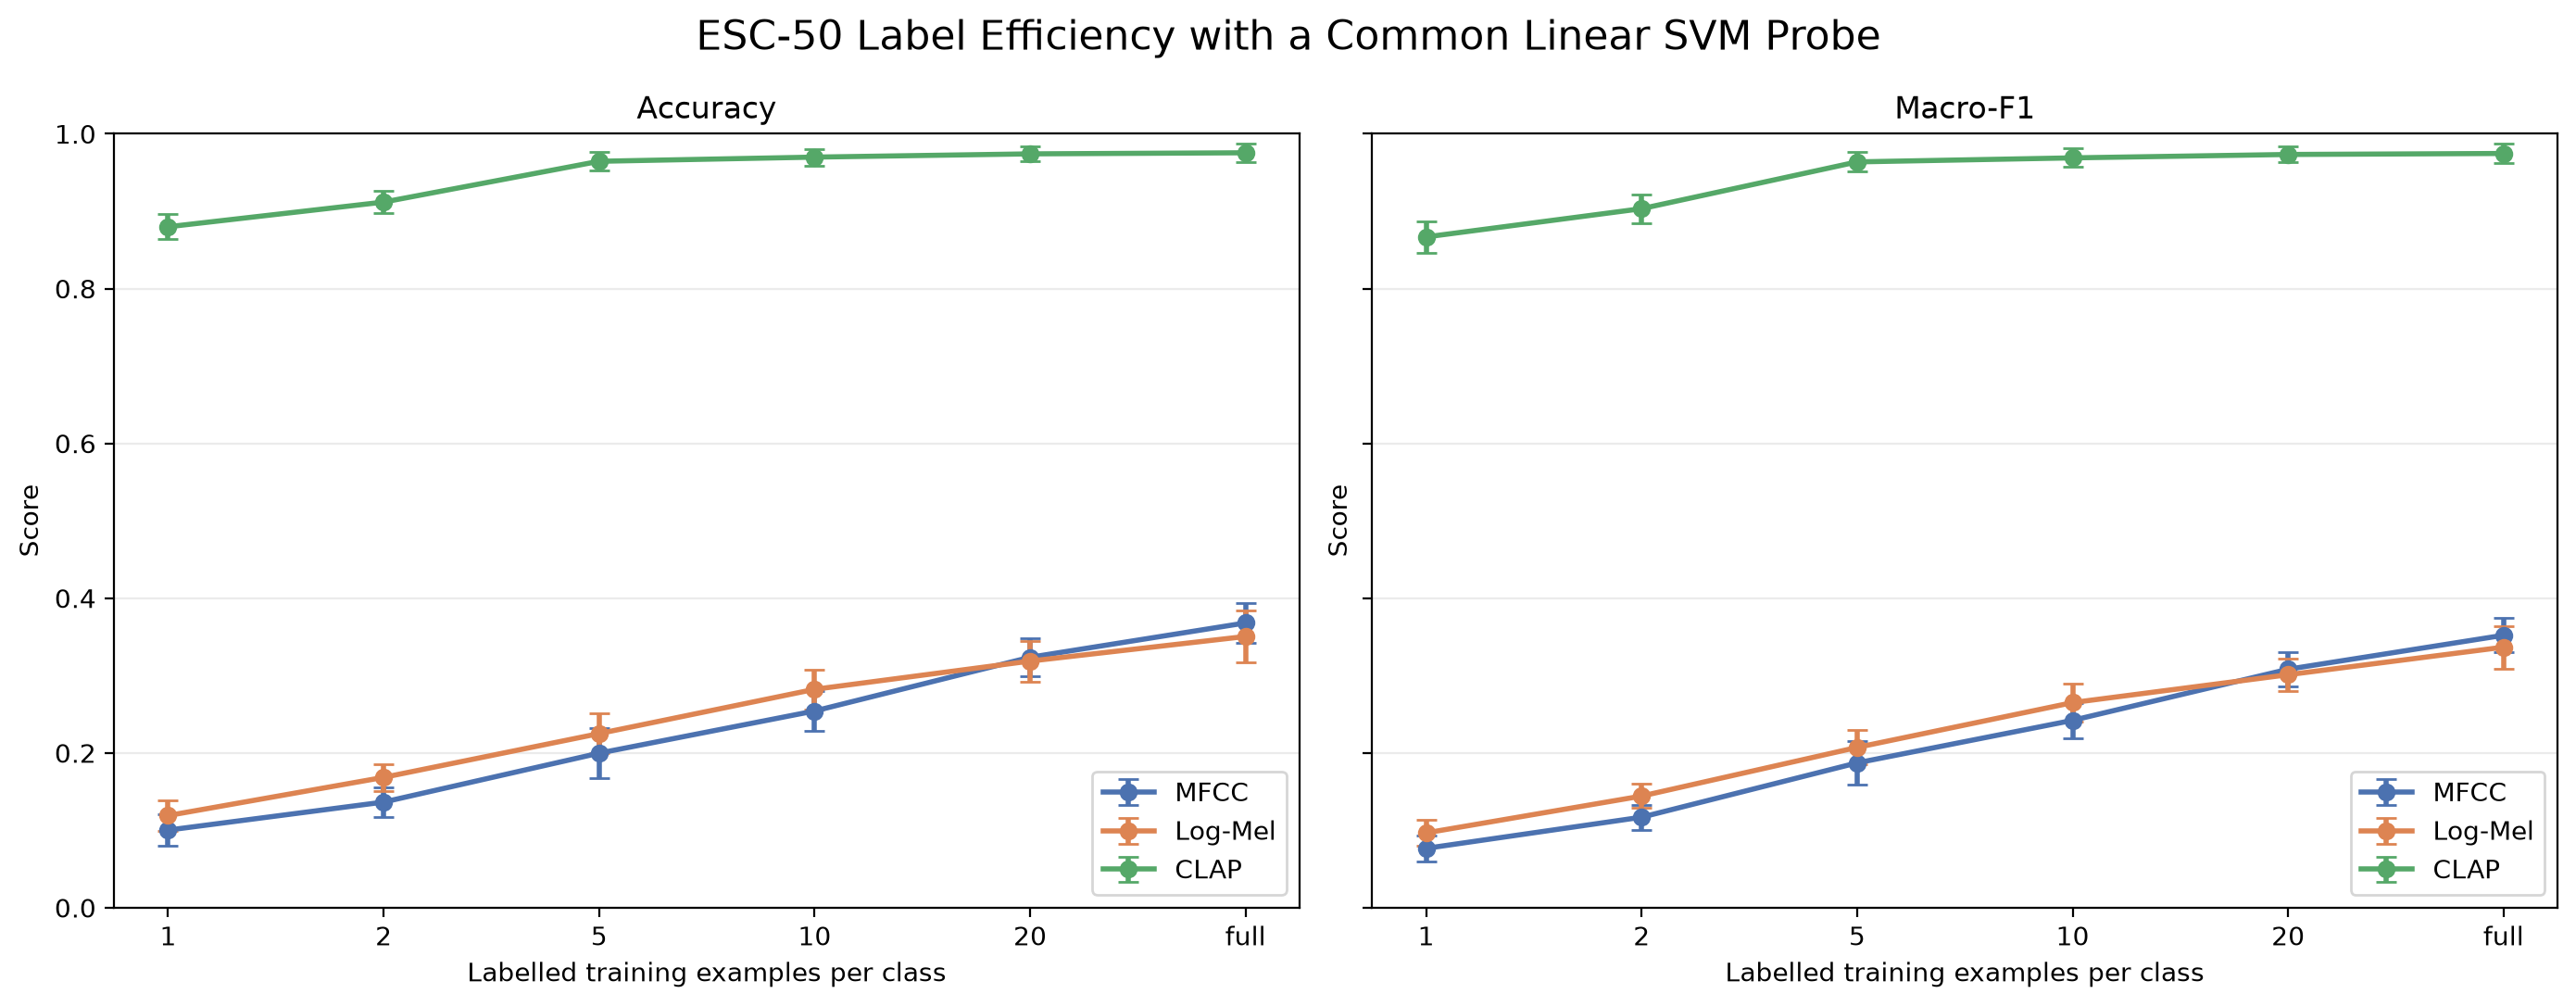 ESC-50 Label Efficiency with a Common Linear SVM Probe
Accuracy
1.0
0.8
0.6
0.4
0.2
0.0
Score
1 2 5 10 20 full
Labelled training examples per class
MFCC
Log-Mel
CLAP
Macro-F1
Score
1 2 5 10 20 full
Labelled training examples per class
MFCC
Log-Mel
CLAP